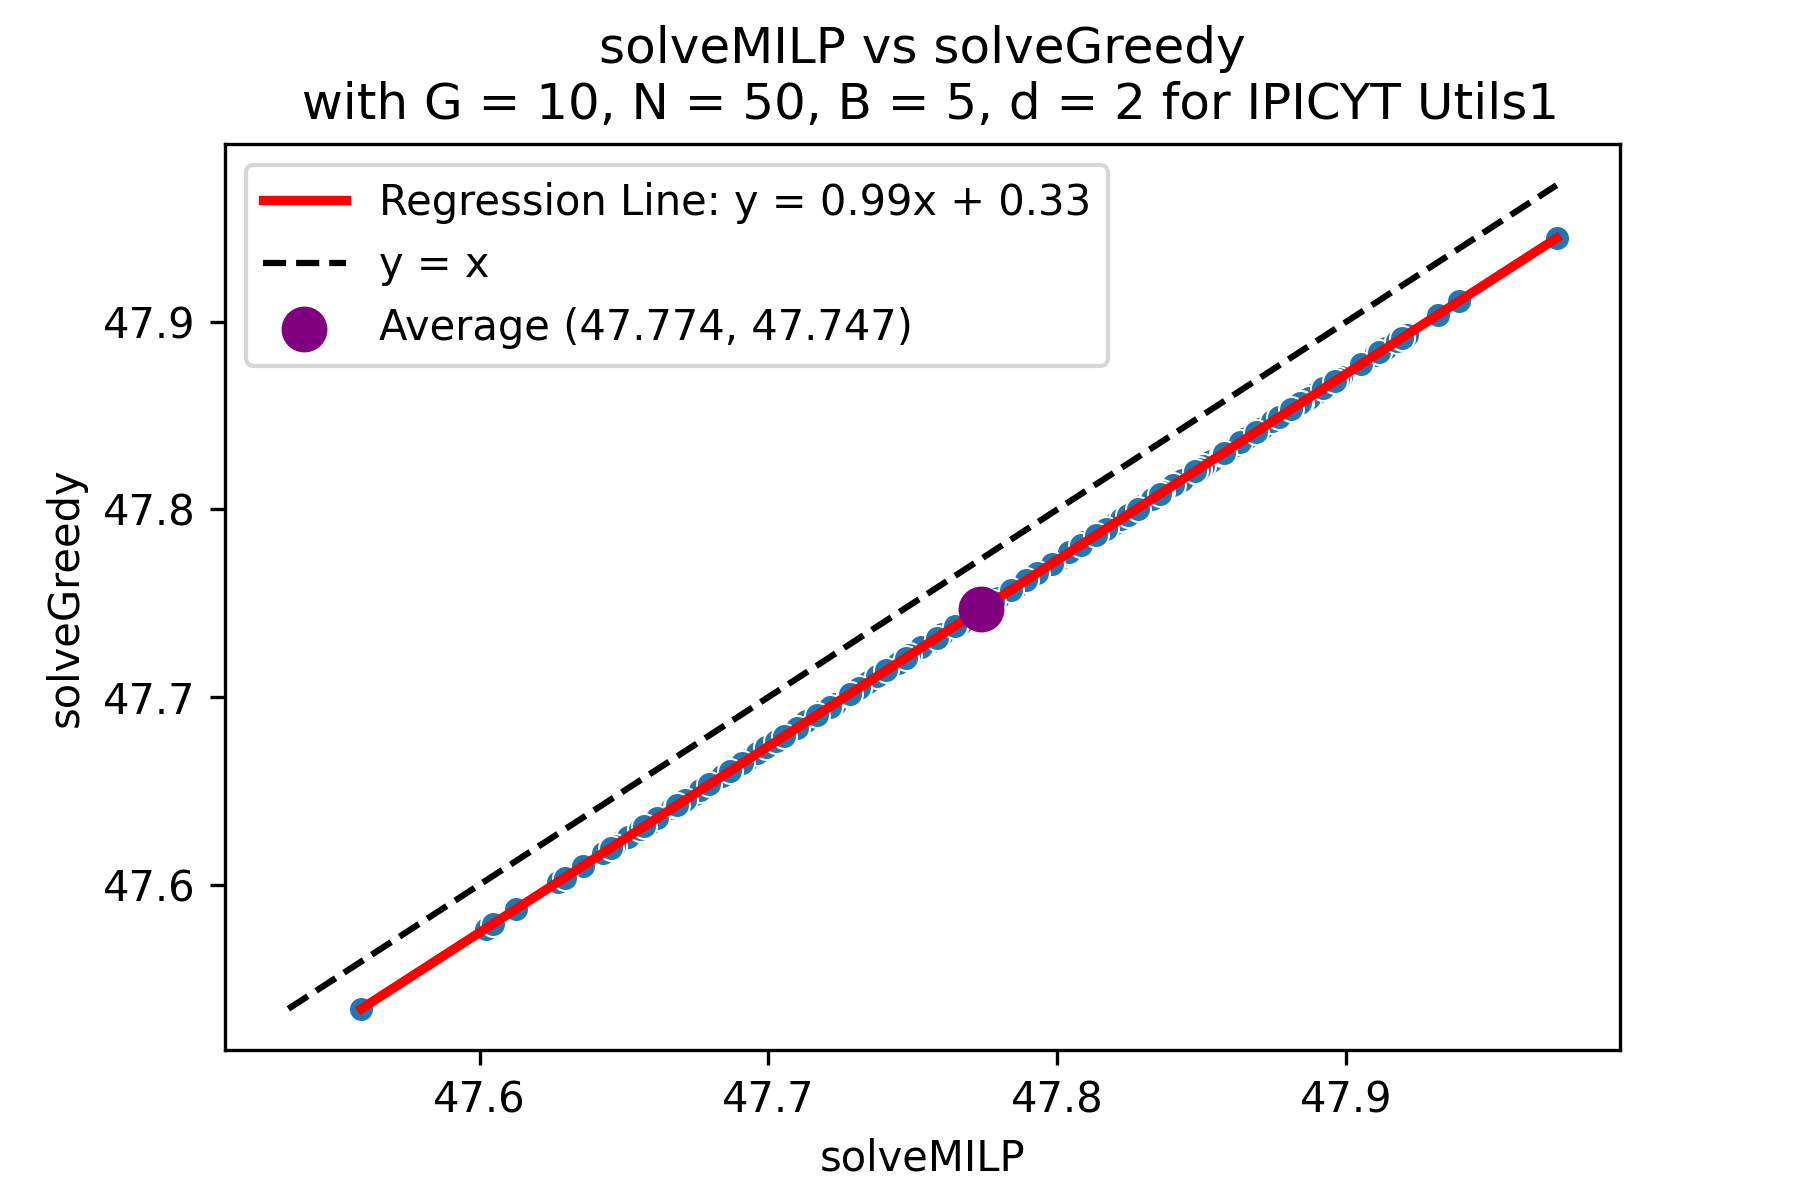 solveMILP vs solveGreedy
with G = 10, N = 50, B = 5, d = 2 for IPICYT Utils1
Regression Line: y = 0.99x + 0.33
y = x
Average (47.774, 47.747)
47.9
47.8
47.7
47.6
solveGreedy
47.6
47.7
47.8
47.9
solveMILP